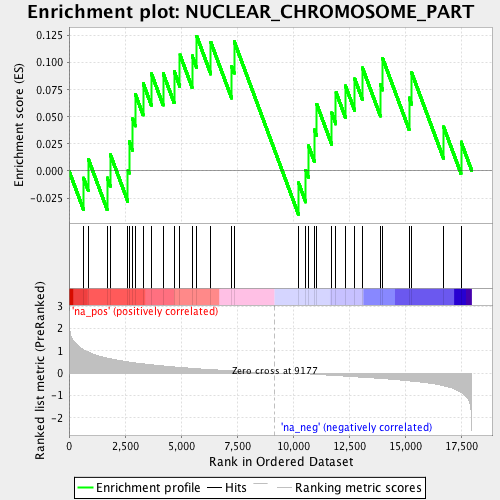 Enrichment plot: NUCLEAR_CHROMOSOME_PART
Enrichment score (ES)
0.125
0.100
0.075
0.050
0.025
0.000
-0.025
Ranked list metric (PreRanked)
'na_pos' (positively correlated)
3
2
1
0
-1
-2
Zero cross at 9177
'na_neg' (negatively correlated)
0 2,500 5,000 7,500 10,000 12,500 15,000 17,500
Rank in Ordered Dataset
Enrichment profile Hits Ranking metric scores